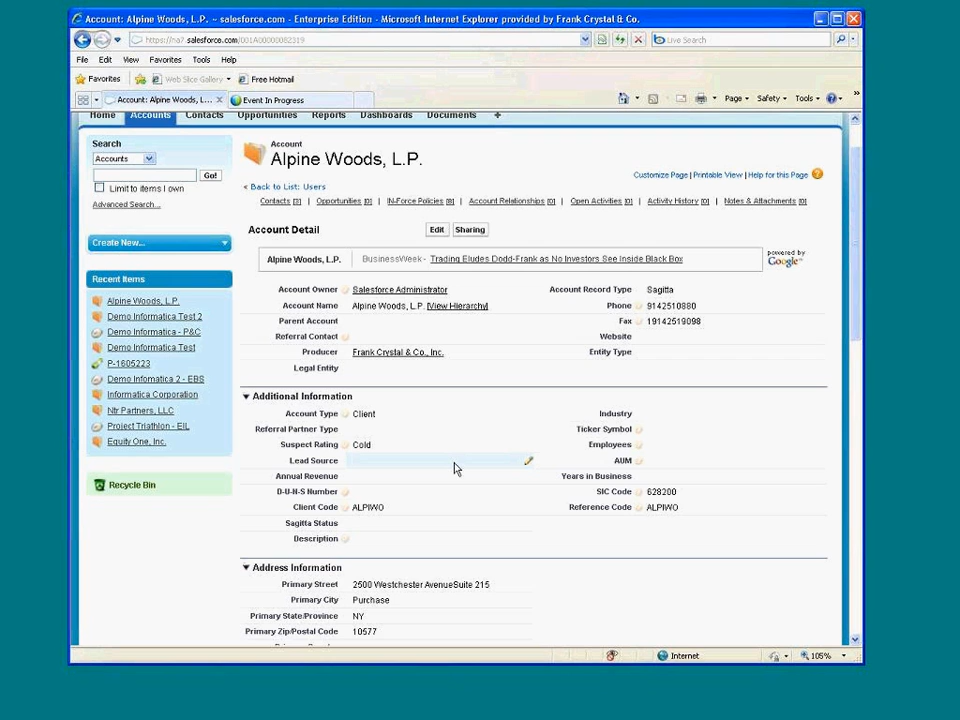 Account: Alpine Woods, L.P. ~ salesforce.com - Enterprise Edition - Microsoft Internet Explorer provided by Frank Crystal & Co.
https://na7.salesforce.com/001A00000082319
Live Search
File Edit View Favorites Tools Help
Favorites Web Slice Gallery Free Hotmail
Account: Alpine Woods, L.... Event In Progress Page Safety Tools
Home Accounts Contacts Opportunities Reports Dashboards Documents +
Search
Accounts
Go!
Limit to items I own
Advanced Search...
Create New...
Recent Items
Alpine Woods, L.P.
Demo Informatica Test 2
Demo Informatica - P&C
Demo Informatica Test
P-1605223
Demo Infomatica 2 - EBS
Informatica Corporation
Ntr Partners, LLC
Project Triathlon - EIL
Equity One, Inc.
Recycle Bin
Account
Alpine Woods, L.P.
Customize Page | Printable View | Help for this Page
« Back to List: Users
Contacts [3] | Opportunities [0] | IN-Force Policies [8] | Account Relationships [0] | Open Activities [0] | Activity History [0] | Notes & Attachments [0]
Account Detail Edit Sharing
Alpine Woods, L.P. BusinessWeek - Trading Eludes Dodd-Frank as No Investors See Inside Black Box powered by Google
Account Owner Salesforce Administrator Account Record Type Sagitta
Account Name Alpine Woods, L.P. [View Hierarchy] Phone 9142510880
Parent Account Fax 19142519098
Referral Contact Website
Producer Frank Crystal & Co., Inc. Entity Type
Legal Entity
Additional Information
Account Type Client Industry
Referral Partner Type Ticker Symbol
Suspect Rating Cold Employees
Lead Source AUM
Annual Revenue Years in Business
D-U-N-S Number SIC Code 628200
Client Code ALPIWO Reference Code ALPIWO
Sagitta Status
Description
Address Information
Primary Street 2500 Westchester AvenueSuite 215
Primary City Purchase
Primary State/Province NY
Primary Zip/Postal Code 10577
Internet 105%